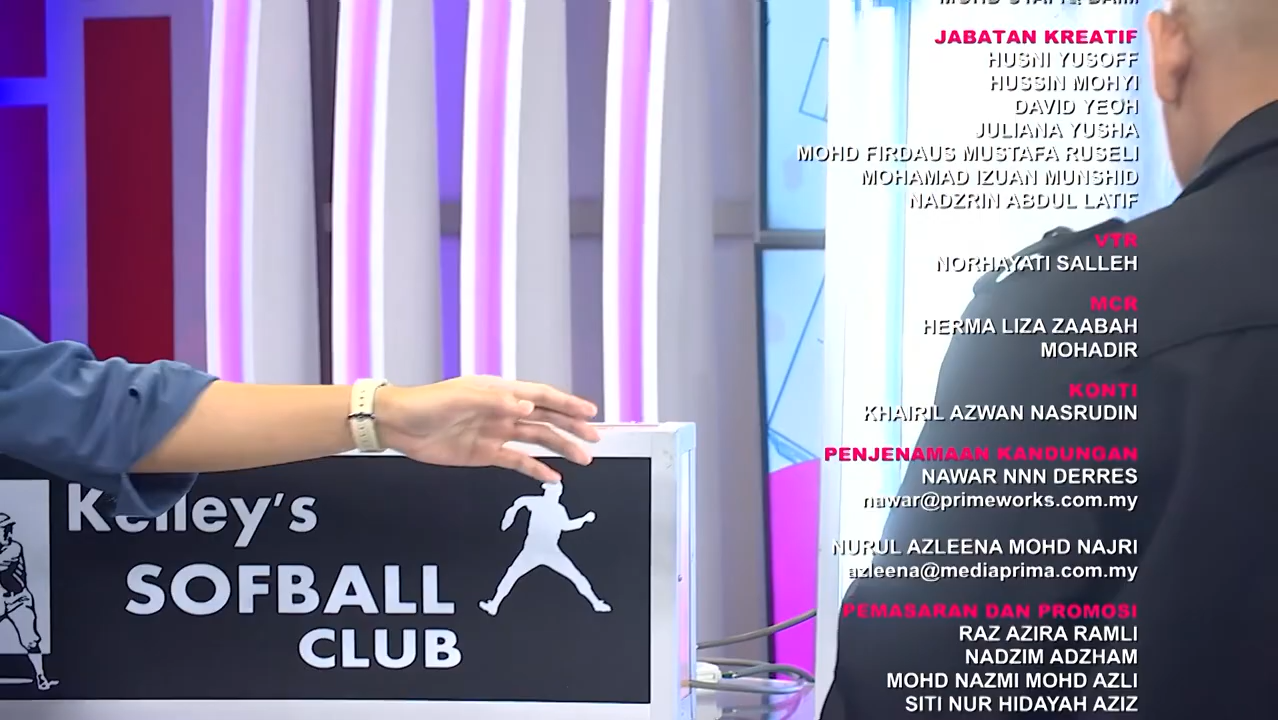 JABATAN KREATIF
HUSNI YUSOFF
HUSSIN MOHYI
DAVID YEOH
JULIANA YUSHA
MOHD FIRDAUS MUSTAFA RUSELI
MOHAMAD IZUAN MUNSHID
NADZRIN ABDUL LATIF
VTR
NORHAYATI SALLEH
MCR
HERMA LIZA ZAABAH
MOHADIR
KONTI
KHAIRIL AZWAN NASRUDIN
PENJENAMAAN KANDUNGAN
NAWAR NNN DERRES
nawar@primeworks.com.my
NURUL AZLEENA MOHD NAJRI
azleena@mediaprima.com.my
PEMASARAN DAN PROMOSI
RAZ AZIRA RAMLI
NADZIM ADZHAM
MOHD NAZMI MOHD AZLI
SITI NUR HIDAYAH AZIZ
Kelley's
SOFBALL
CLUB